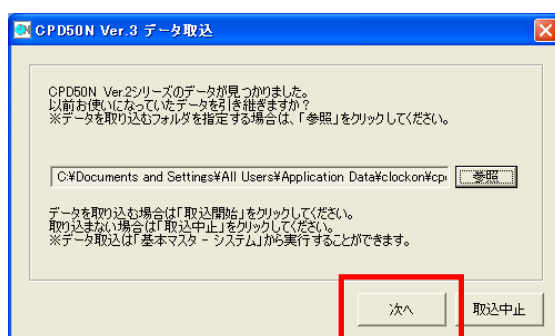 CPD50N Ver.3 データ取込
CPD50N Ver.2シリーズのデータが見つかりました。
以前お使いになっていたデータを引き継ぎますか？
※データを取り込むフォルダを指定する場合は、「参照」をクリックしてください。
C:¥Documents and Settings¥All Users¥Application Data¥clockon¥cp
参照
データを取り込む場合は「取込開始」をクリックしてください。
取り込まない場合は「取込中止」をクリックしてください。
※データ取込は「基本マスタ － システム」から実行することができます。
次へ
取込中止